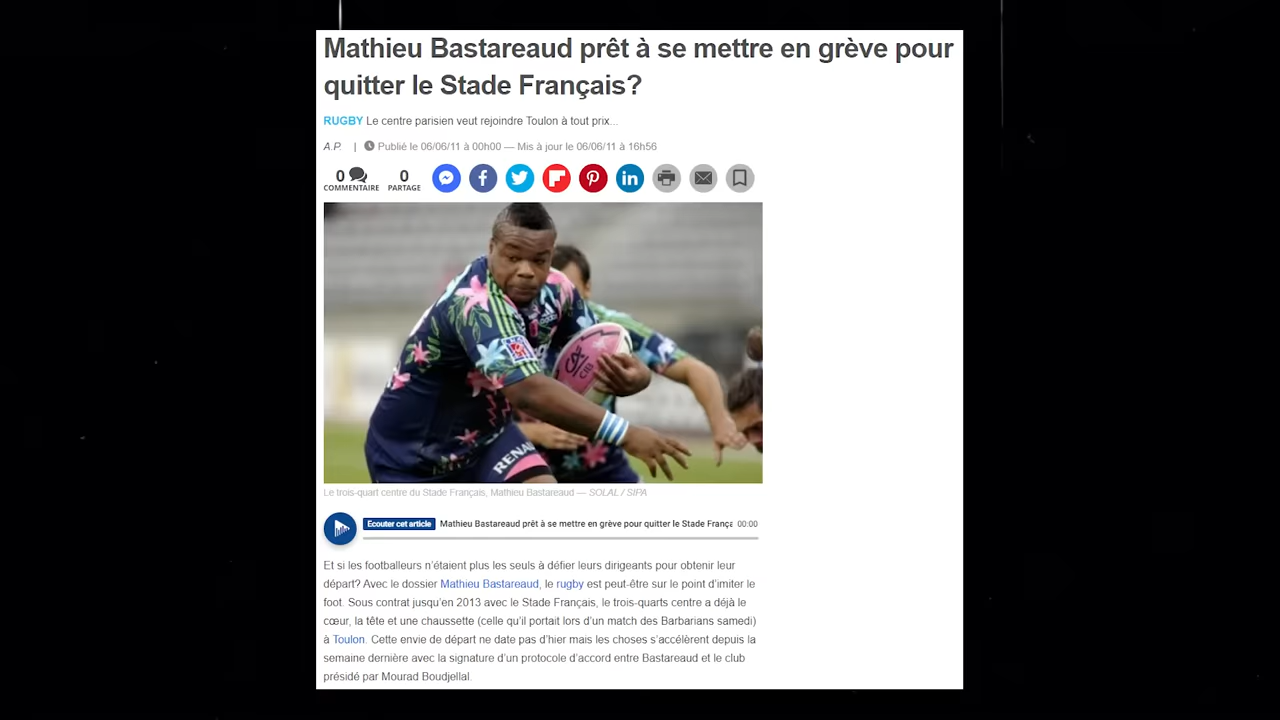 Mathieu Bastareaud prêt à se mettre en grève pour
quitter le Stade Français?
RUGBY Le centre parisien veut rejoindre Toulon à tout prix...
A.P. | Publié le 06/06/11 à 00h00 — Mis à jour le 06/06/11 à 16h56
0 0
COMMENTAIRE PARTAGE
RENAU
Le trois-quart centre du Stade Français, Mathieu Bastareaud — SOLAL / SIPA
Ecouter cet article Mathieu Bastareaud prêt à se mettre en grève pour quitter le Stade França 00:00
Et si les footballeurs n'étaient plus les seuls à défier leurs dirigeants pour obtenir leur
départ? Avec le dossier Mathieu Bastareaud, le rugby est peut-être sur le point d'imiter le
foot. Sous contrat jusqu'en 2013 avec le Stade Français, le trois-quarts centre a déjà le
cœur, la tête et une chaussette (celle qu'il portait lors d'un match des Barbarians samedi)
à Toulon. Cette envie de départ ne date pas d'hier mais les choses s'accélèrent depuis la
semaine dernière avec la signature d'un protocole d'accord entre Bastareaud et le club
présidé par Mourad Boudjellal.